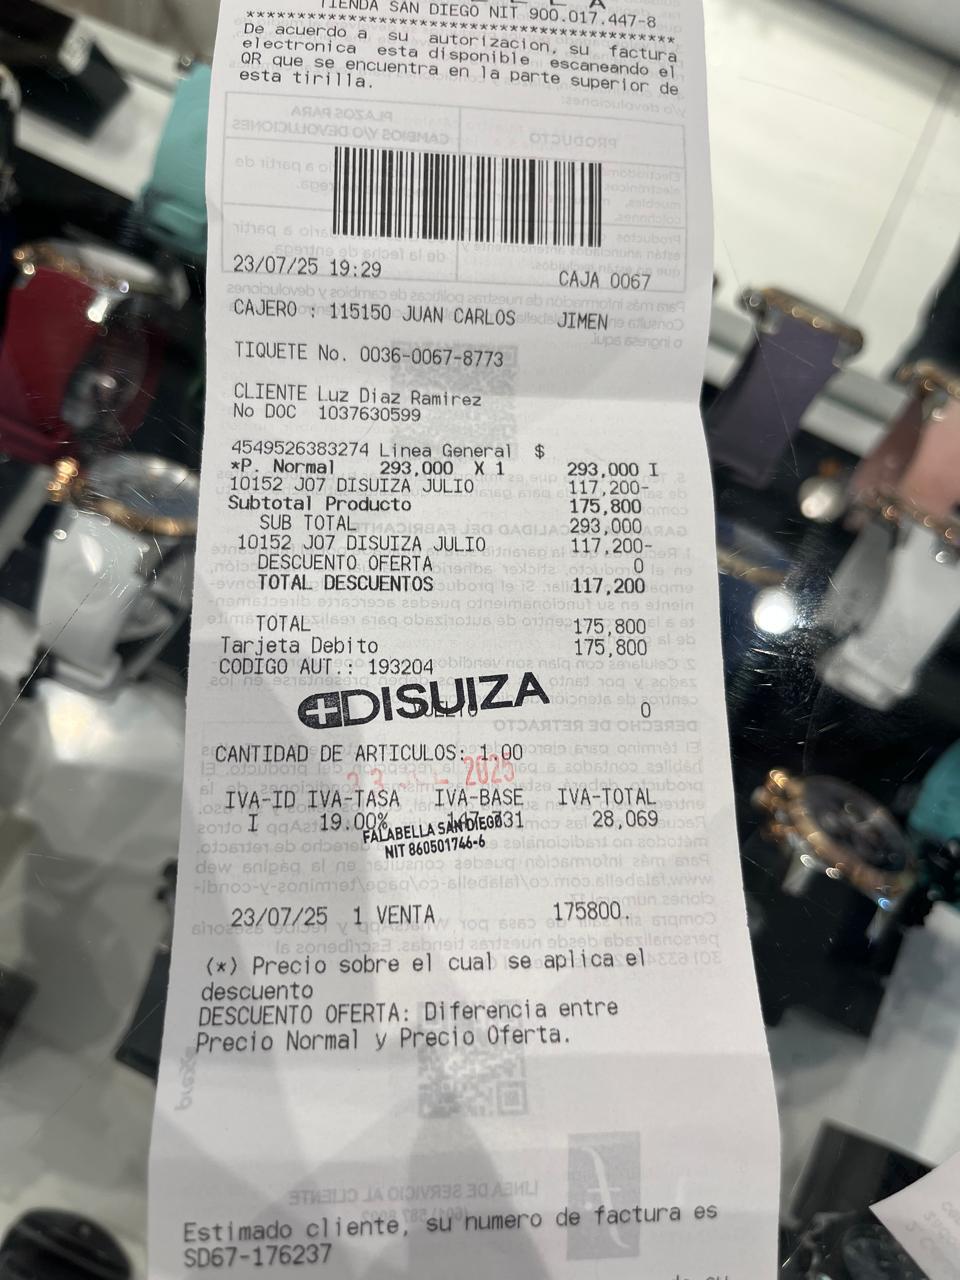 TIENDA SAN DIEGO NIT 900.017.447-8
******************************************
De acuerdo a su autorizacion, su factura
electronica esta disponible escaneando el
QR que se encuentra en la parte superior de
esta tirilla.
23/07/25 19:29 CAJA 0067
CAJERO : 115150 JUAN CARLOS JIMEN
TIQUETE No. 0036-0067-8773
CLIENTE Luz Diaz Ramirez
No DOC 1037630599
4549526383274 Linea General $
*P. Normal 293,000 X 1 293,000 I
10152 J07 DISUIZA JULIO 117,200-
Subtotal Producto 175,800
SUB TOTAL 293,000
10152 J07 DISUIZA JULIO 117,200-
DESCUENTO OFERTA 0
TOTAL DESCUENTOS 117,200
TOTAL 175,800
Tarjeta Debito 175,800
CODIGO AUT.: 193204
DISUIZA
0
CANTIDAD DE ARTICULOS: 1.00
23 2025
IVA-ID IVA-TASA IVA-BASE IVA-TOTAL
I 19.00% 28,069
FALABELLA SAN DIEGO
NIT 860501746-6
23/07/25 1 VENTA 175800.
(*) Precio sobre el cual se aplica el
descuento
DESCUENTO OFERTA: Diferencia entre
Precio Normal y Precio Oferta.
Estimado cliente, su numero de factura es
SD67-176237